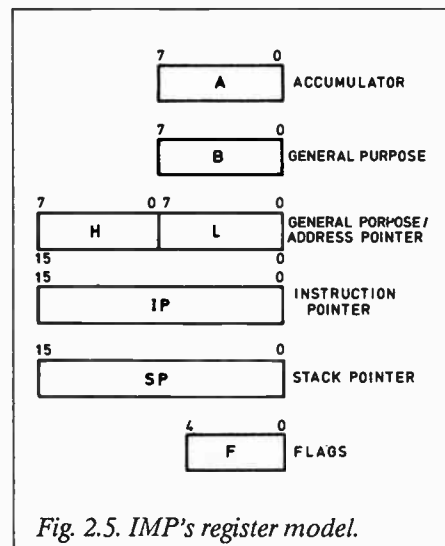 7 0
A ACCUMULATOR
7 0
B GENERAL PURPOSE
7 0 7 0
H L GENERAL PORPOSE/
ADDRESS POINTER
15 0
15 0
IP INSTRUCTION
POINTER
15 0
SP STACK POINTER
4 0
F FLAGS
Fig. 2.5. IMP's register model.